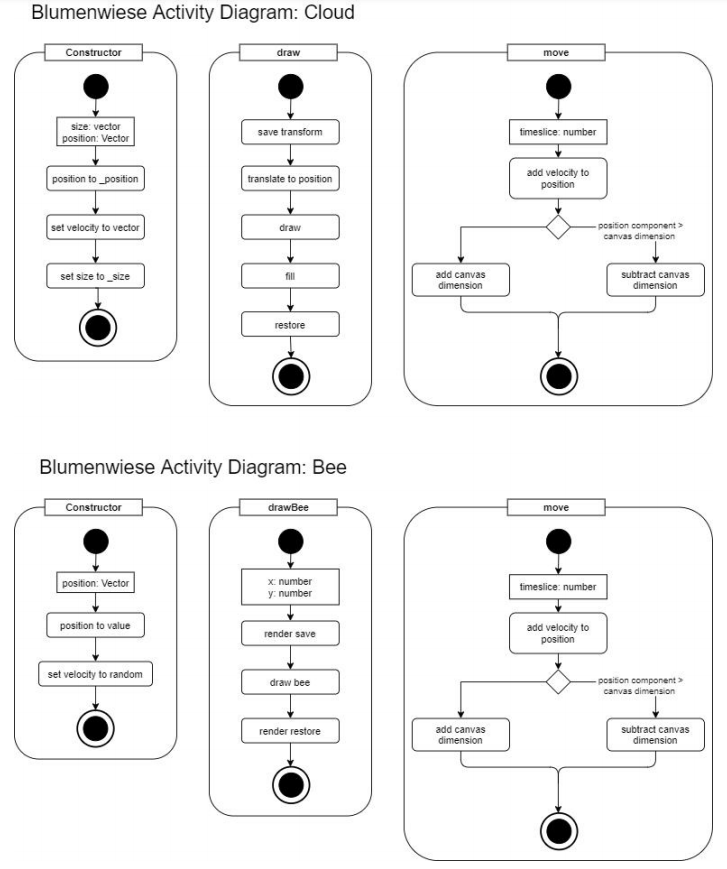 Blumenwiese Activity Diagram: Cloud
Constructor
size: vector
position: Vector
position to _position
set velocity to vector
set size to _size
draw
save transform
translate to position
draw
fill
restore
move
timeslice: number
add velocity to
position
position component >
canvas dimension
add canvas
dimension
subtract canvas
dimension
Blumenwiese Activity Diagram: Bee
Constructor
position: Vector
position to value
set velocity to random
drawBee
x: number
y: number
render save
draw bee
render restore
move
timeslice: number
add velocity to
position
position component >
canvas dimension
add canvas
dimension
subtract canvas
dimension